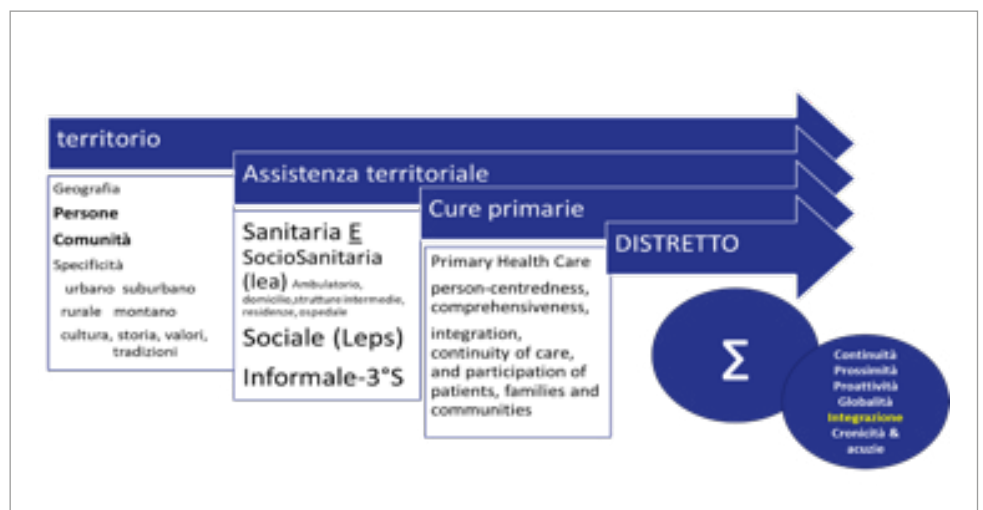 territorio
Geografia
Persone
Comunità
Specificità
urbano suburbano
rurale montano
cultura, storia, valori,
tradizioni
Assistenza territoriale
Sanitaria E
SocioSanitaria
(lea) Ambulatorio,
domicilio,strutture intermedie,
residenze, ospedale
Sociale (Leps)
Informale-3°S
Cure primarie
Primary Health Care
person-centredness,
comprehensiveness,
integration,
continuity of care,
and participation of
patients, families and
communities
DISTRETTO
Σ
Continuità
Prossimità
Proattività
Globalità
Integrazione
Cronicità &
acuzie